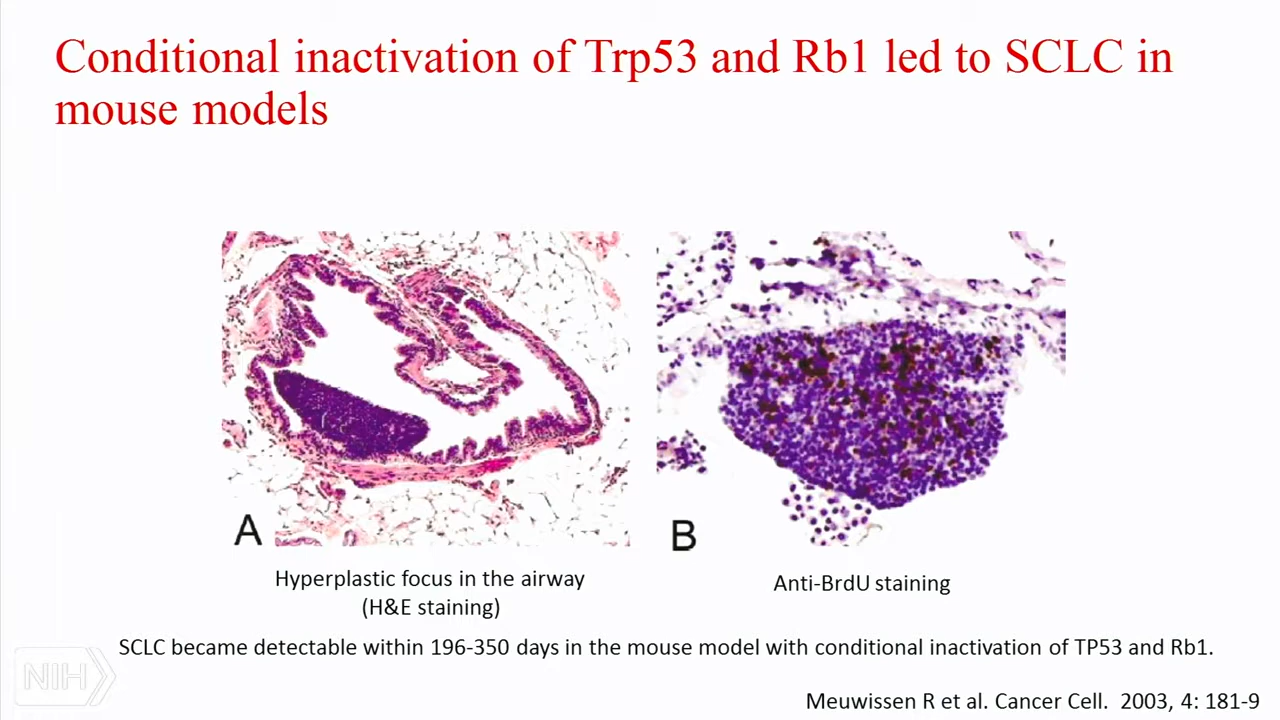 Conditional inactivation of Trp53 and Rb1 led to SCLC in
mouse models
A
B
Hyperplastic focus in the airway
(H&E staining)
Anti-BrdU staining
SCLC became detectable within 196-350 days in the mouse model with conditional inactivation of TP53 and Rb1.
NIH
Meuwissen R et al. Cancer Cell.  2003, 4: 181-9